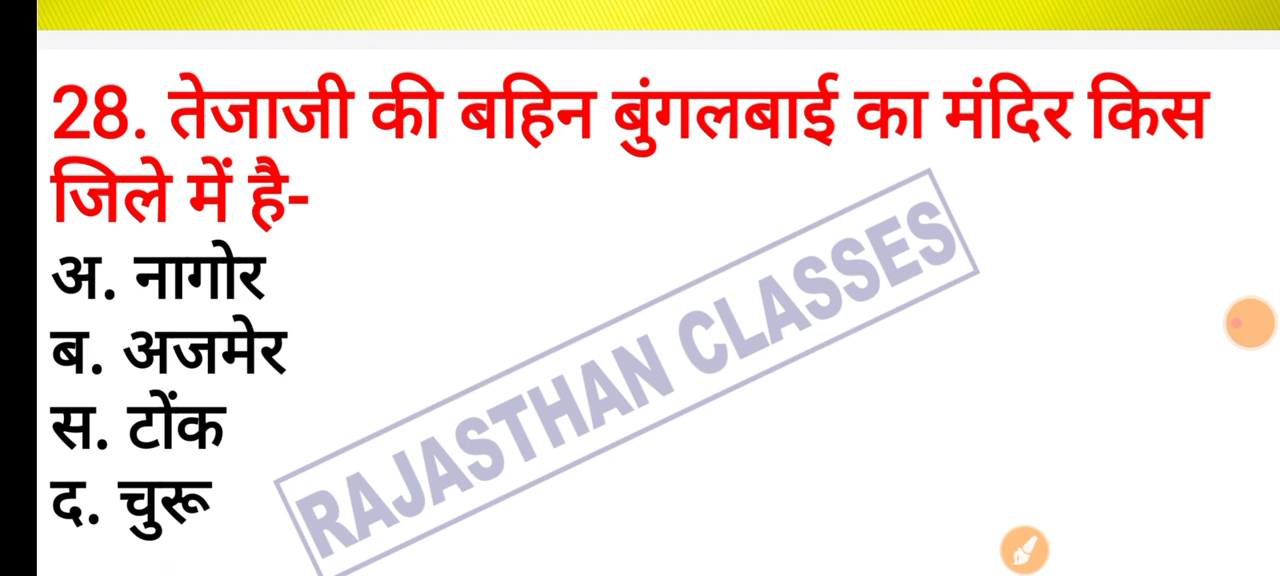 28. तेजाजी की बहिन बुंगलबाई का मंदिर किस
जिले में है-
अ. नागोर
ब. अजमेर
स. टोंक
द. चुरू
RAJASTHAN CLASSES